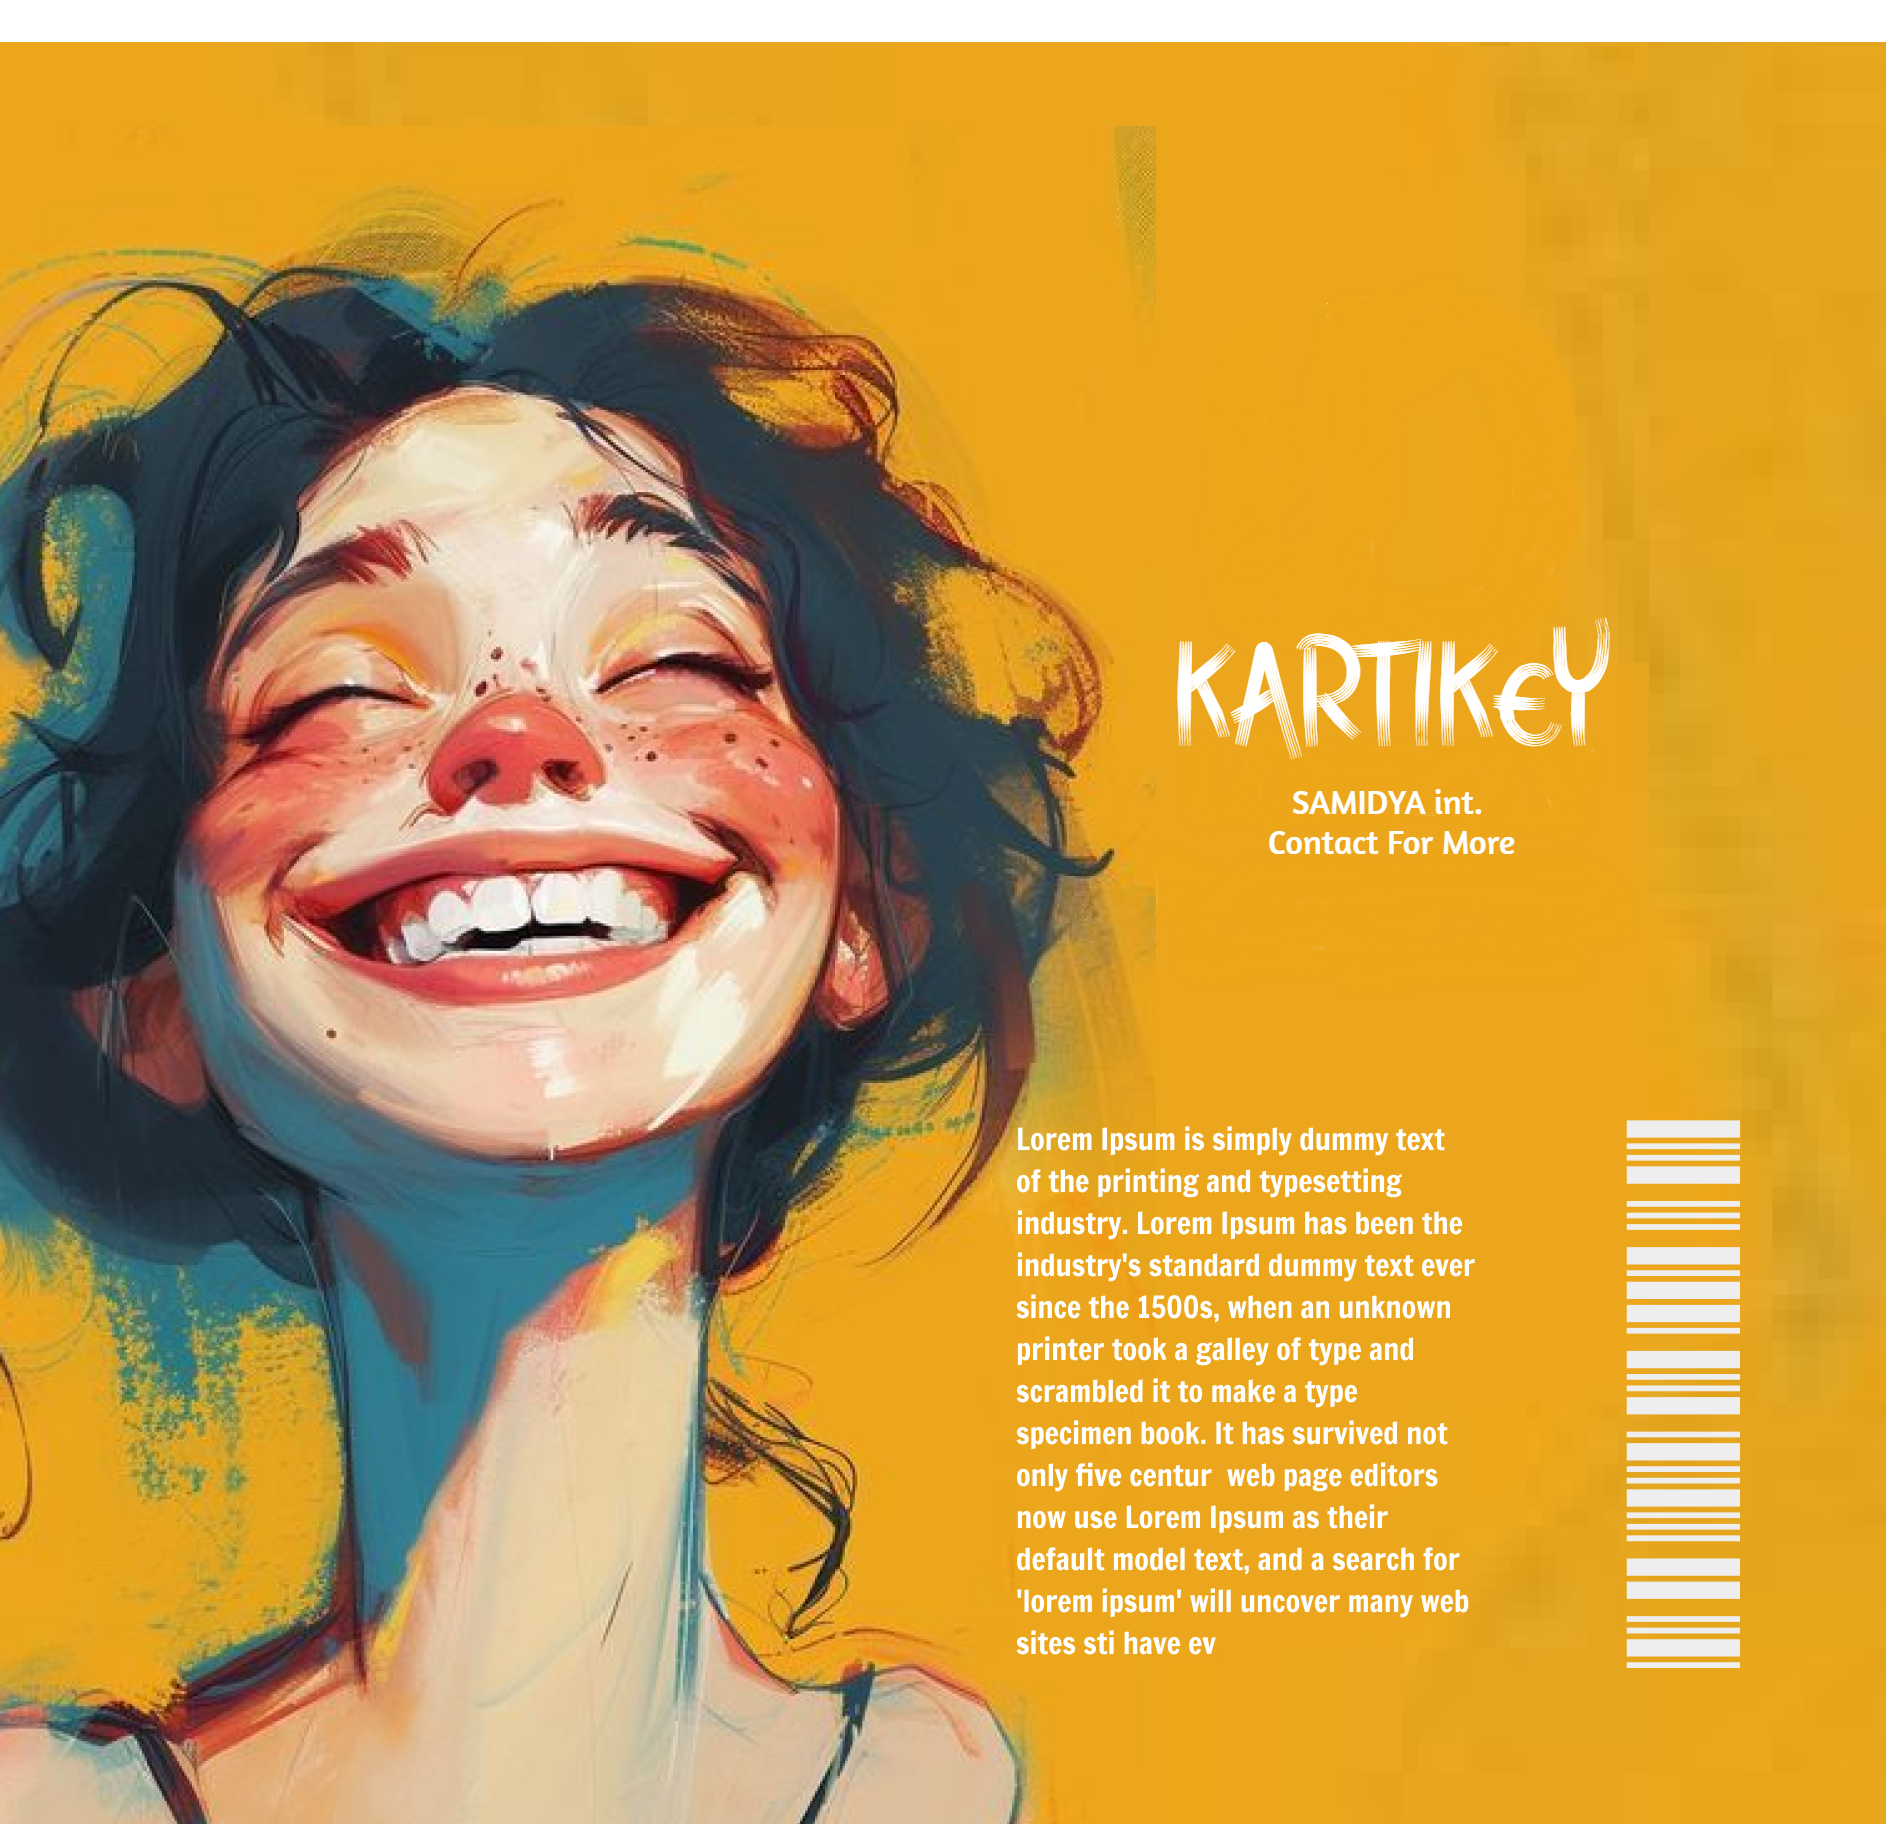 KARTIKEY
SAMIDYA int.
Contact For More
Lorem Ipsum is simply dummy text
of the printing and typesetting
industry. Lorem Ipsum has been the
industry's standard dummy text ever
since the 1500s, when an unknown
printer took a galley of type and
scrambled it to make a type
specimen book. It has survived not
only five centur  web page editors
now use Lorem Ipsum as their
default model text, and a search for
'lorem ipsum' will uncover many web
sites sti have ev